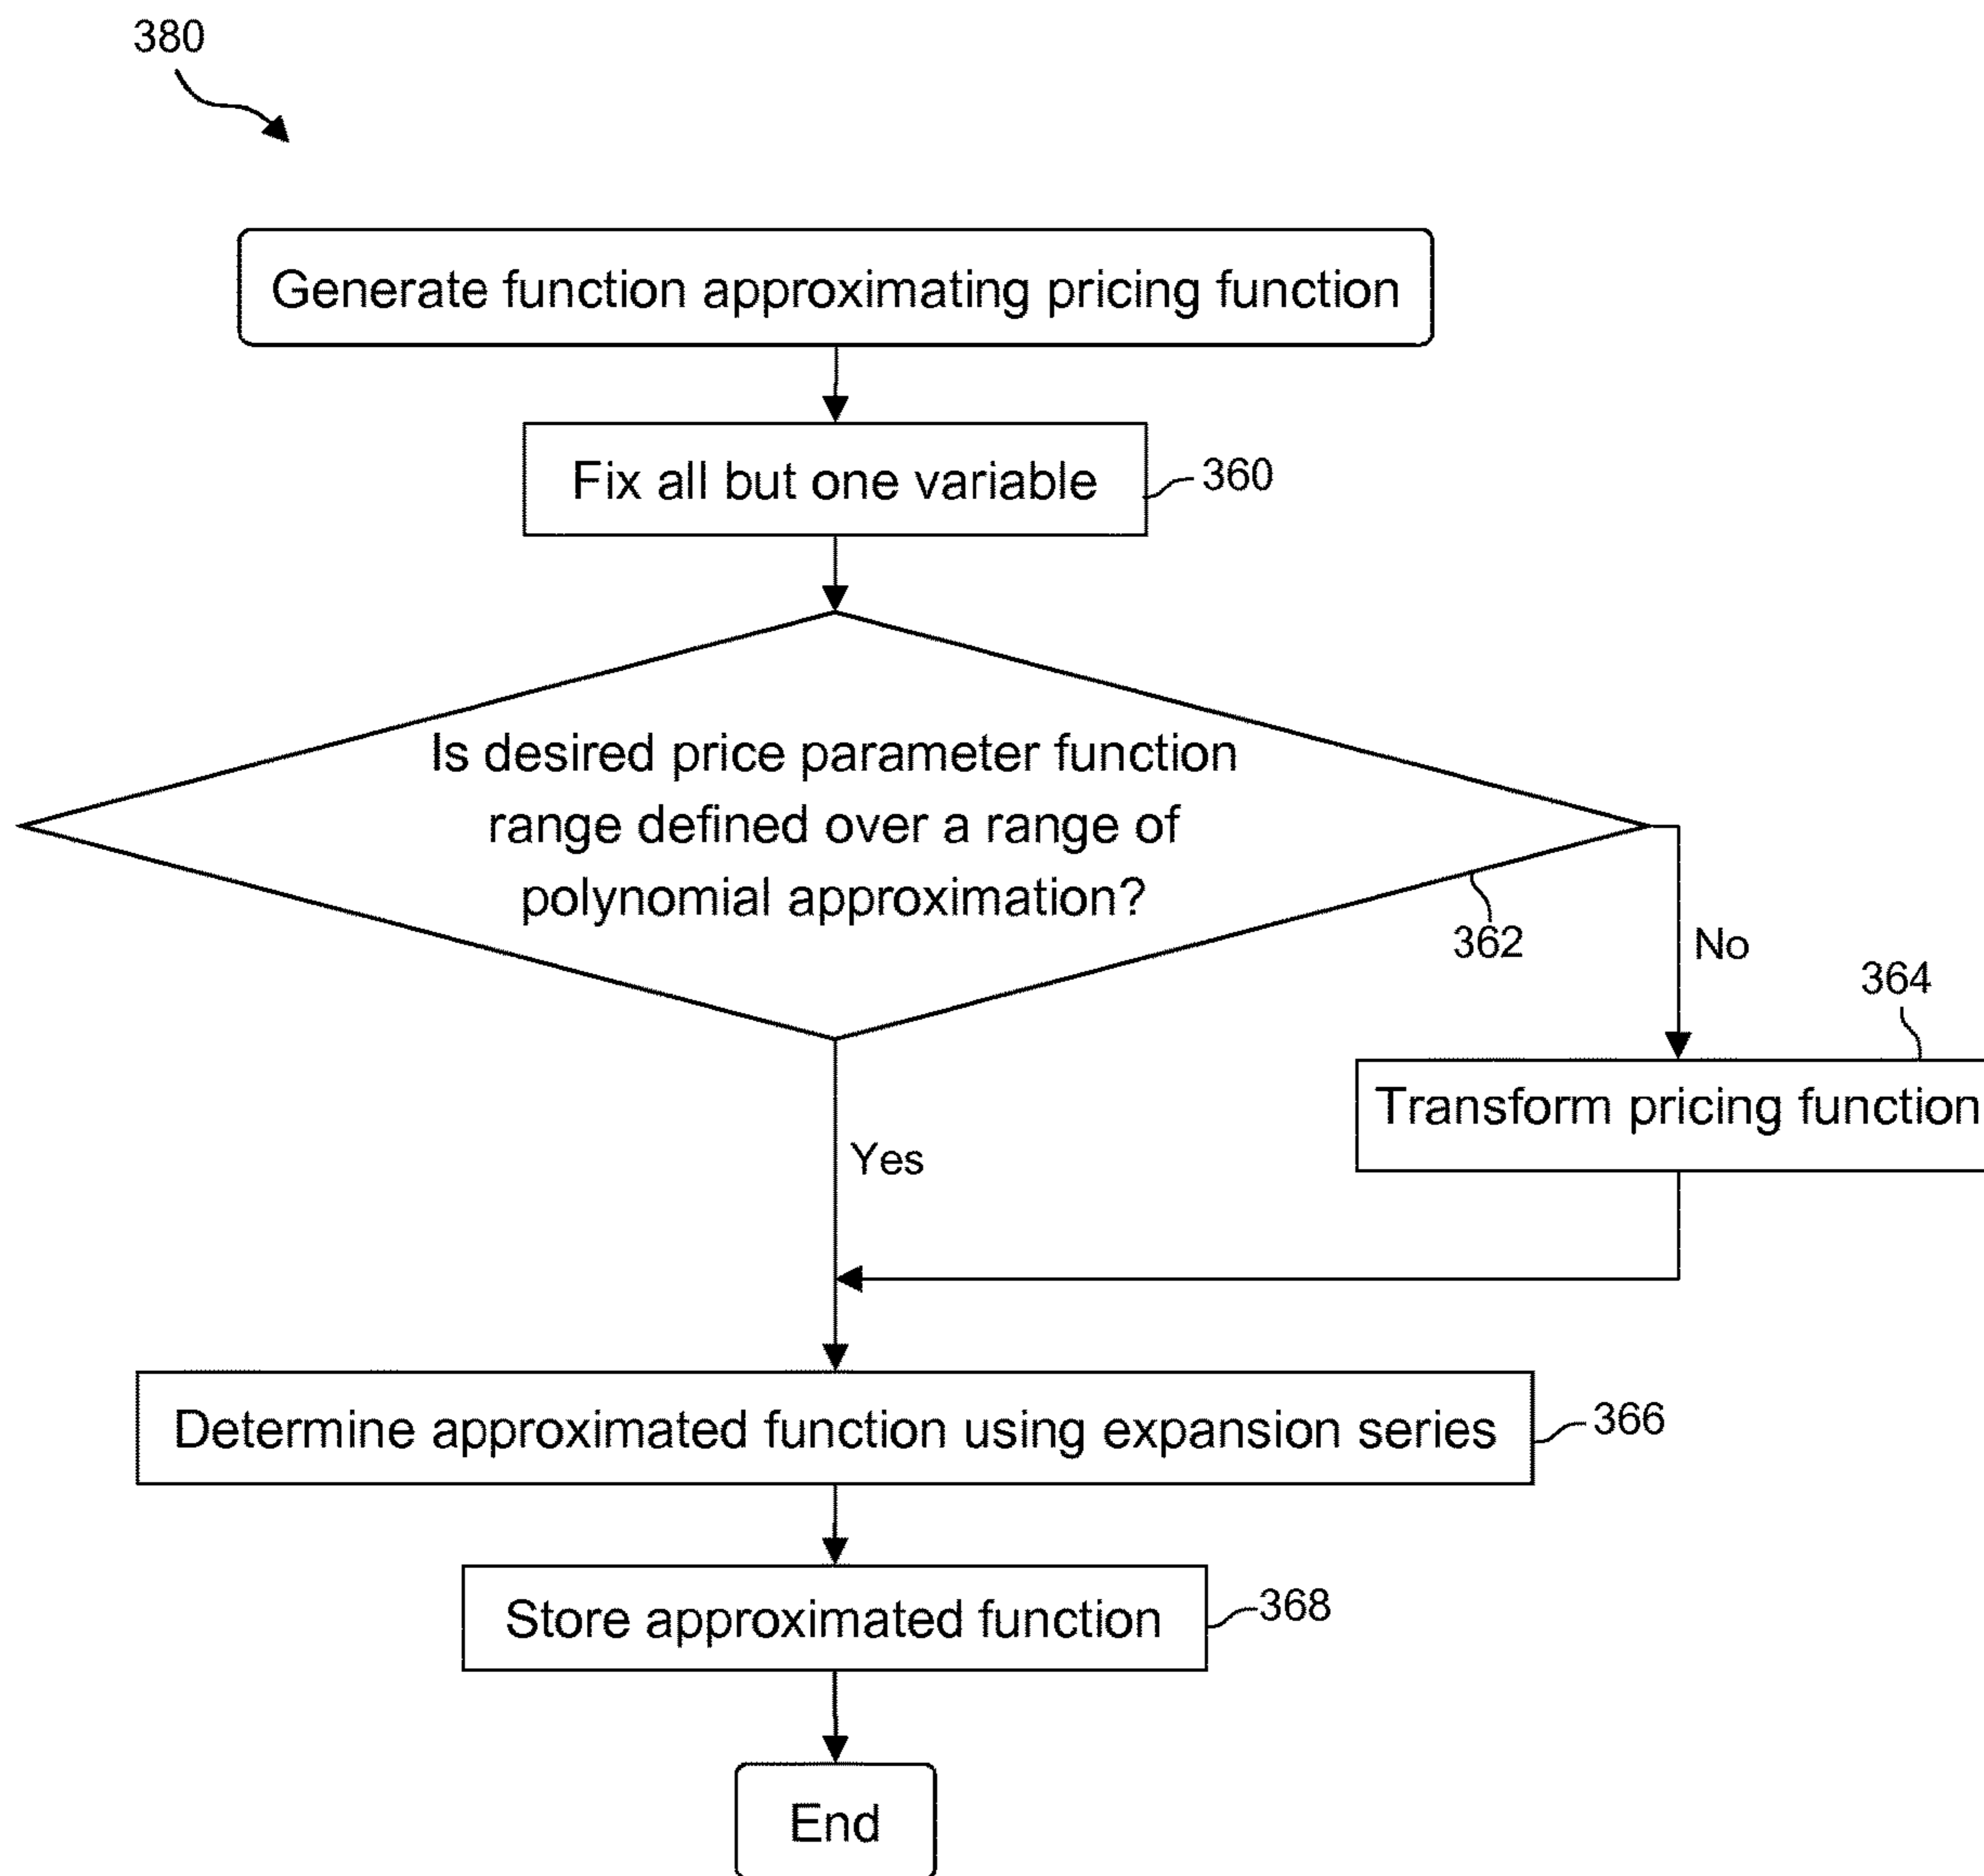 380
Generate function approximating pricing function
Fix all but one variable
360
Is desired price parameter function
range defined over a range of
polynomial approximation?
362
No
364
Transform pricing function
Yes
Determine approximated function using expansion series
366
Store approximated function
368
End